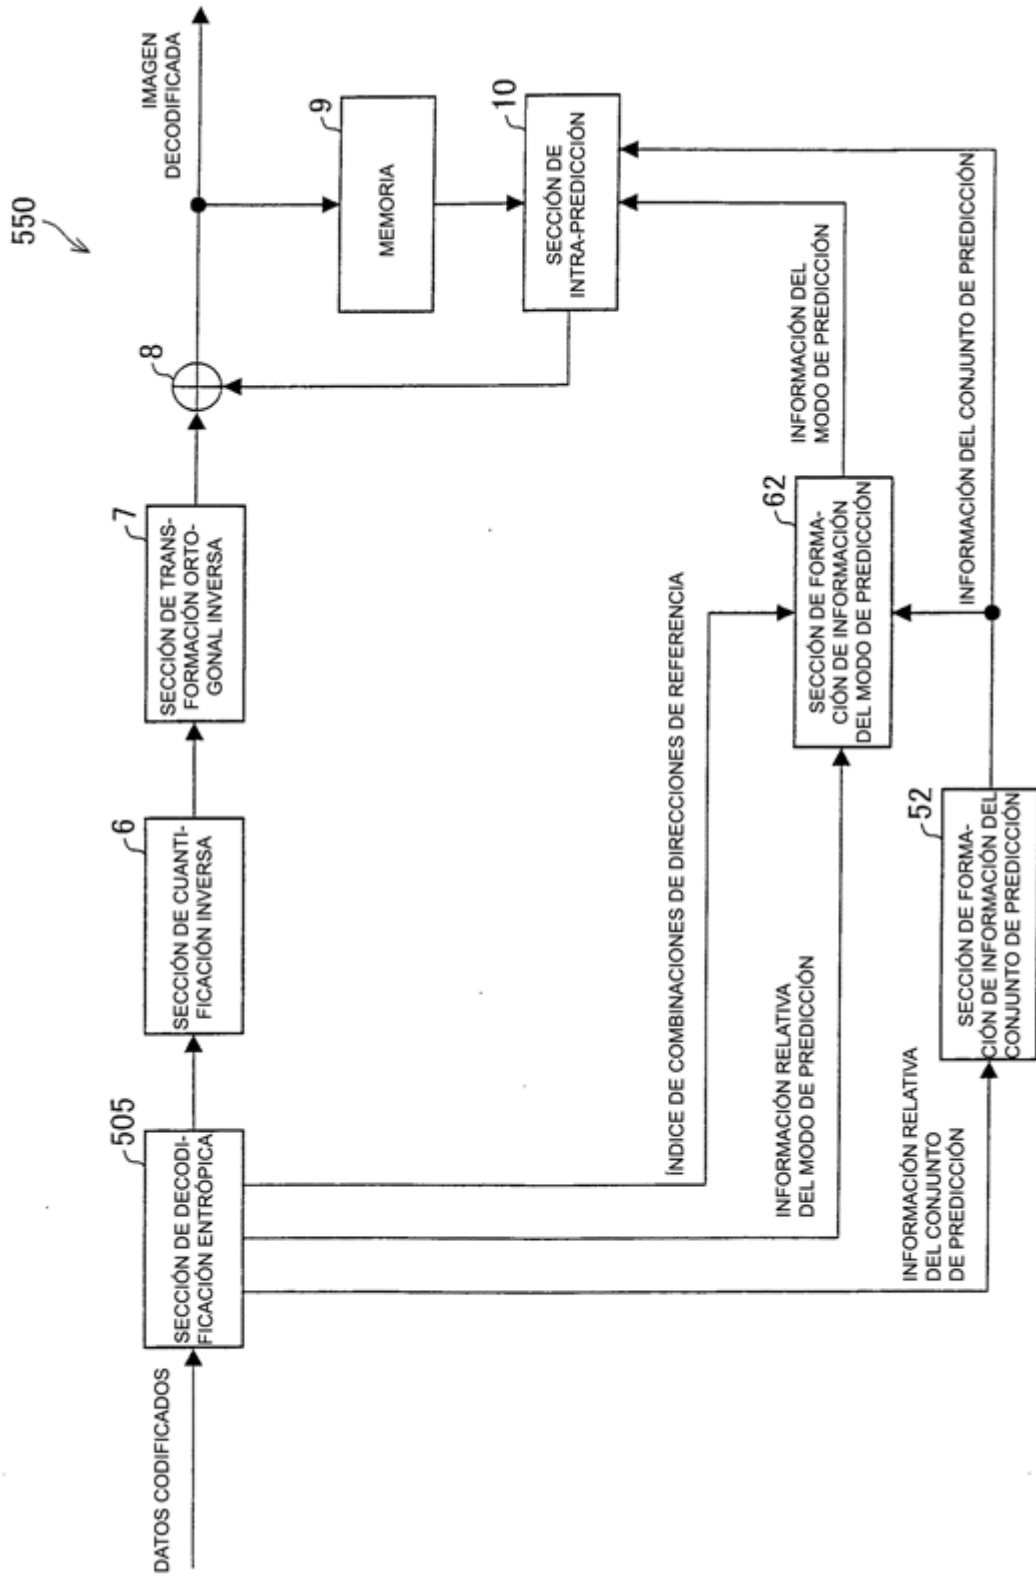 550
DATOS CODIFICADOS
505
SECCIÓN DE DECODI-
FICACIÓN ENTRÓPICA
6
SECCIÓN DE CUANTI-
FICACIÓN INVERSA
7
SECCIÓN DE TRANS-
FORMACIÓN ORTO-
GONAL INVERSA
8
IMAGEN
DECODIFICADA
9
MEMORIA
10
SECCIÓN DE
INTRA-PREDICCIÓN
ÍNDICE DE COMBINACIONES DE DIRECCIONES DE REFERENCIA
INFORMACIÓN RELATIVA
DEL MODO DE PREDICCIÓN
62
SECCIÓN DE FORMA-
CIÓN DE INFORMACIÓN
DEL MODO DE PREDICCIÓN
INFORMACIÓN DEL
MODO DE PREDICCIÓN
INFORMACIÓN RELATIVA
DEL CONJUNTO
DE PREDICCIÓN
52
SECCIÓN DE FORMA-
CIÓN DE INFORMACIÓN DEL
CONJUNTO DE PREDICCIÓN
INFORMACIÓN DEL CONJUNTO DE PREDICCIÓN